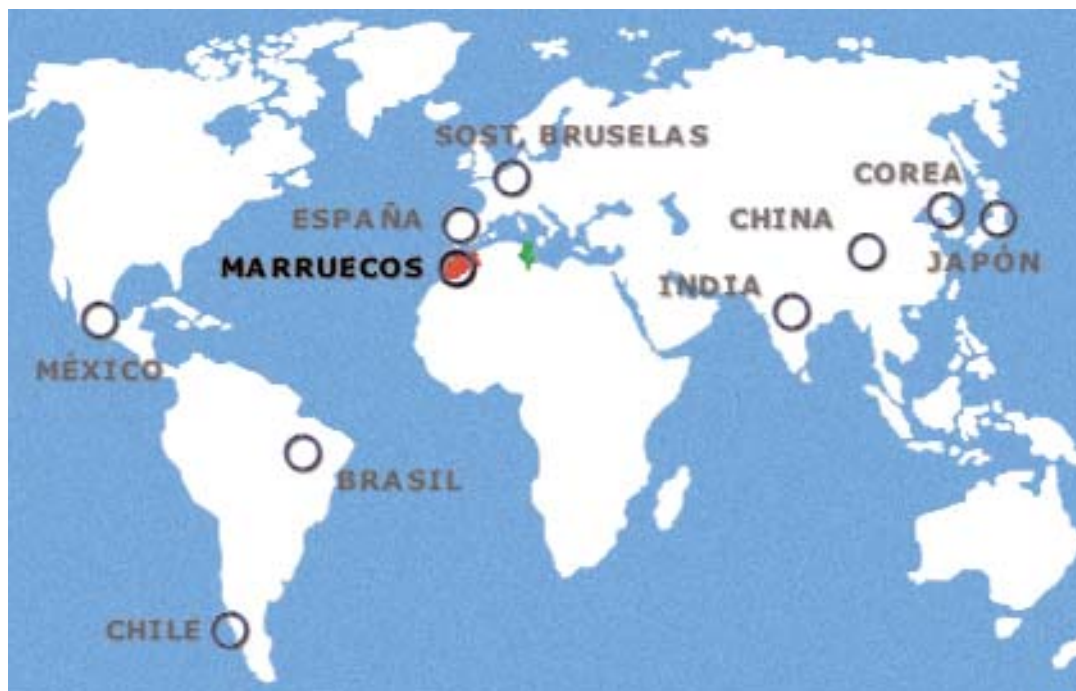 SOST. BRUSELAS
COREA
ESPAÑA
CHINA
MARRUECOS
JAPÓN
INDIA
MÉXICO
BRASIL
CHILE